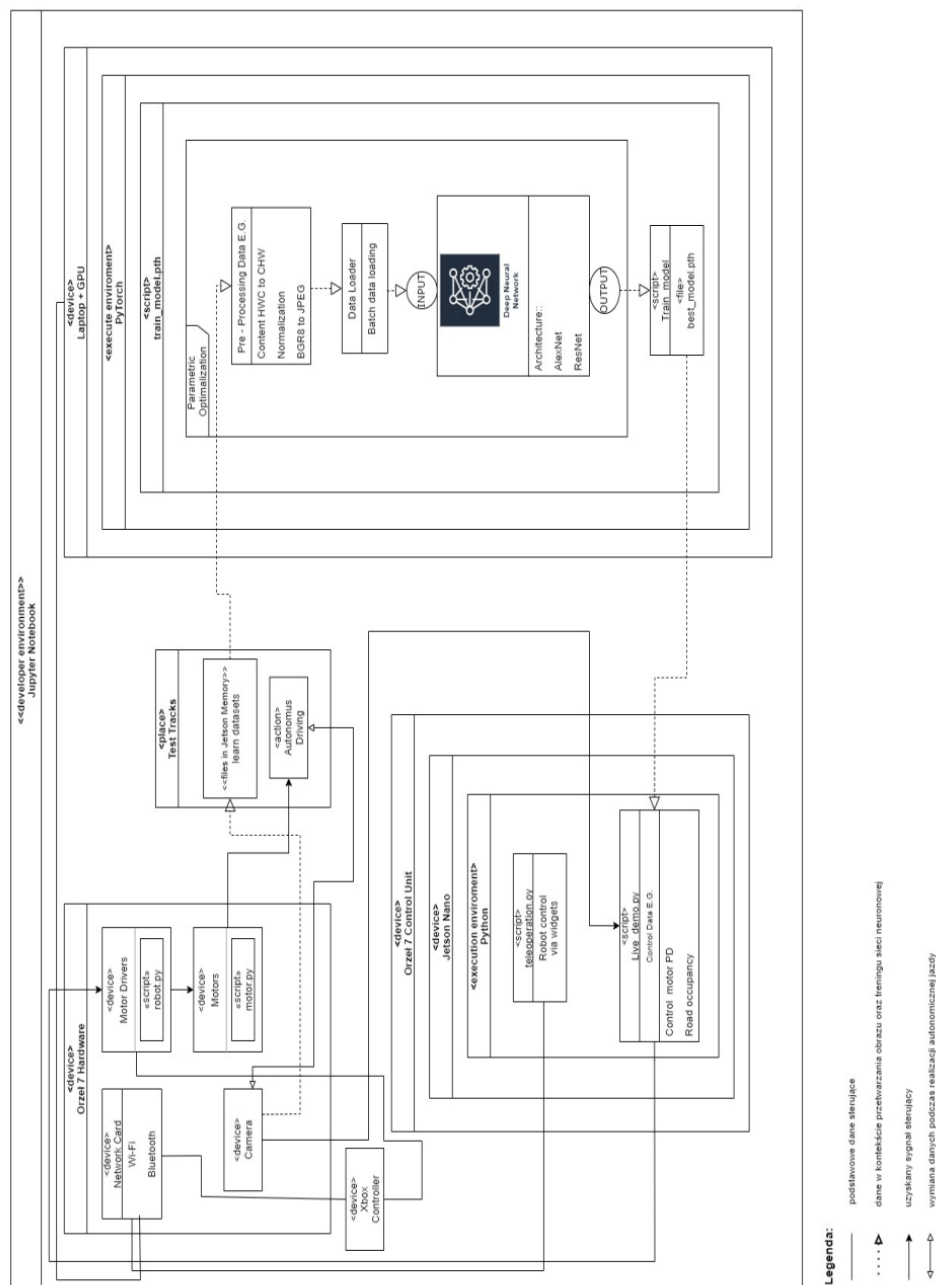 <<developer environment>>
Jupyter Notebook
<device>
Orzeł 7 Hardware
<device>
Network Card
Wi-Fi
Bluetooth
<device>
Motor Drivers
«script»
robot.py
<device>
Motors
«script»
motor.py
<device>
Camera
<device>
Xbox
Controller
<place>
Test Tracks
<<files in Jetson Memory>>
learn datasets
<action>
Autonomus
Driving
<device>
Orzeł 7 Control Unit
<device>
Jetson Nano
<execution enviroment>
Python
<script>
teleoperation.py
Robot control
via widgets
<script>
Live_demo.py
Control Data E.G.
Control motor PD
Road occupancy
<device>
Laptop + GPU
<execute enviroment>
PyTorch
<script>
train_model.pth
Parametric
Optimalization
Pre - Processing Data E.G.
Content HWC to CHW
Normalization
BGR8 to JPEG
Data Loader
Batch data loading
INPUT
Deep Neural
Network
Architecture::
AlexNet
ResNet
OUTPUT
<script>
Train_model
<file>
best_model.pth
Legenda:
podstawowe dane sterujące
dane w kontekście przetwarzania obrazu oraz treningu sieci neuronowej
uzyskany sygnał sterujący
wymiana danych podczas realizacji autonomicznej jazdy